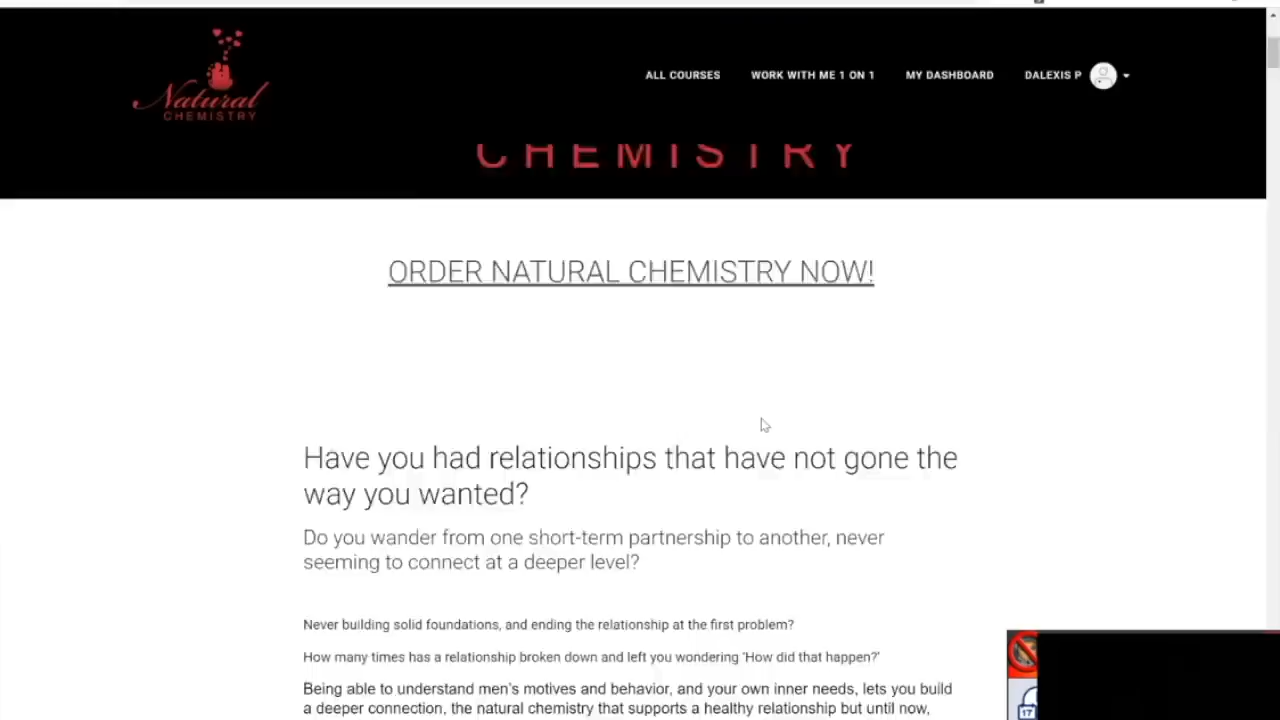 Natural
CHEMISTRY
ALL COURSES
WORK WITH ME 1 ON 1
MY DASHBOARD
DALEXIS P
CHEMISTRY
ORDER NATURAL CHEMISTRY NOW!
Have you had relationships that have not gone the
way you wanted?
Do you wander from one short-term partnership to another, never
seeming to connect at a deeper level?
Never building solid foundations, and ending the relationship at the first problem?
How many times has a relationship broken down and left you wondering 'How did that happen?'
Being able to understand men's motives and behavior, and your own inner needs, lets you build
a deeper connection, the natural chemistry that supports a healthy relationship but until now,
17